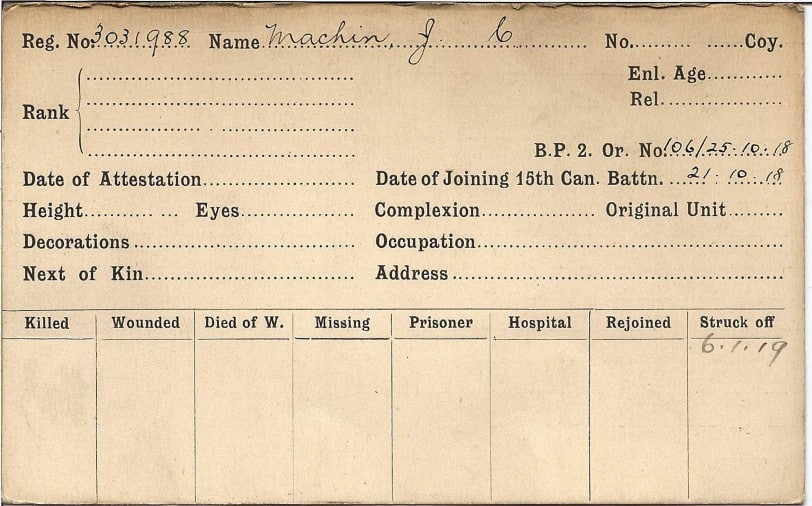 Reg. No. 3031988 Name Machin, J C No. Coy.
Enl. Age
Rel.
Rank
B.P. 2. Or. No. 106/25.10.18
Date of Attestation Date of Joining 15th Can. Battn. 21.10.18
Height Eyes Complexion Original Unit
Decorations Occupation
Next of Kin Address
Killed Wounded Died of W. Missing Prisoner Hospital Rejoined Struck off
6.1.19